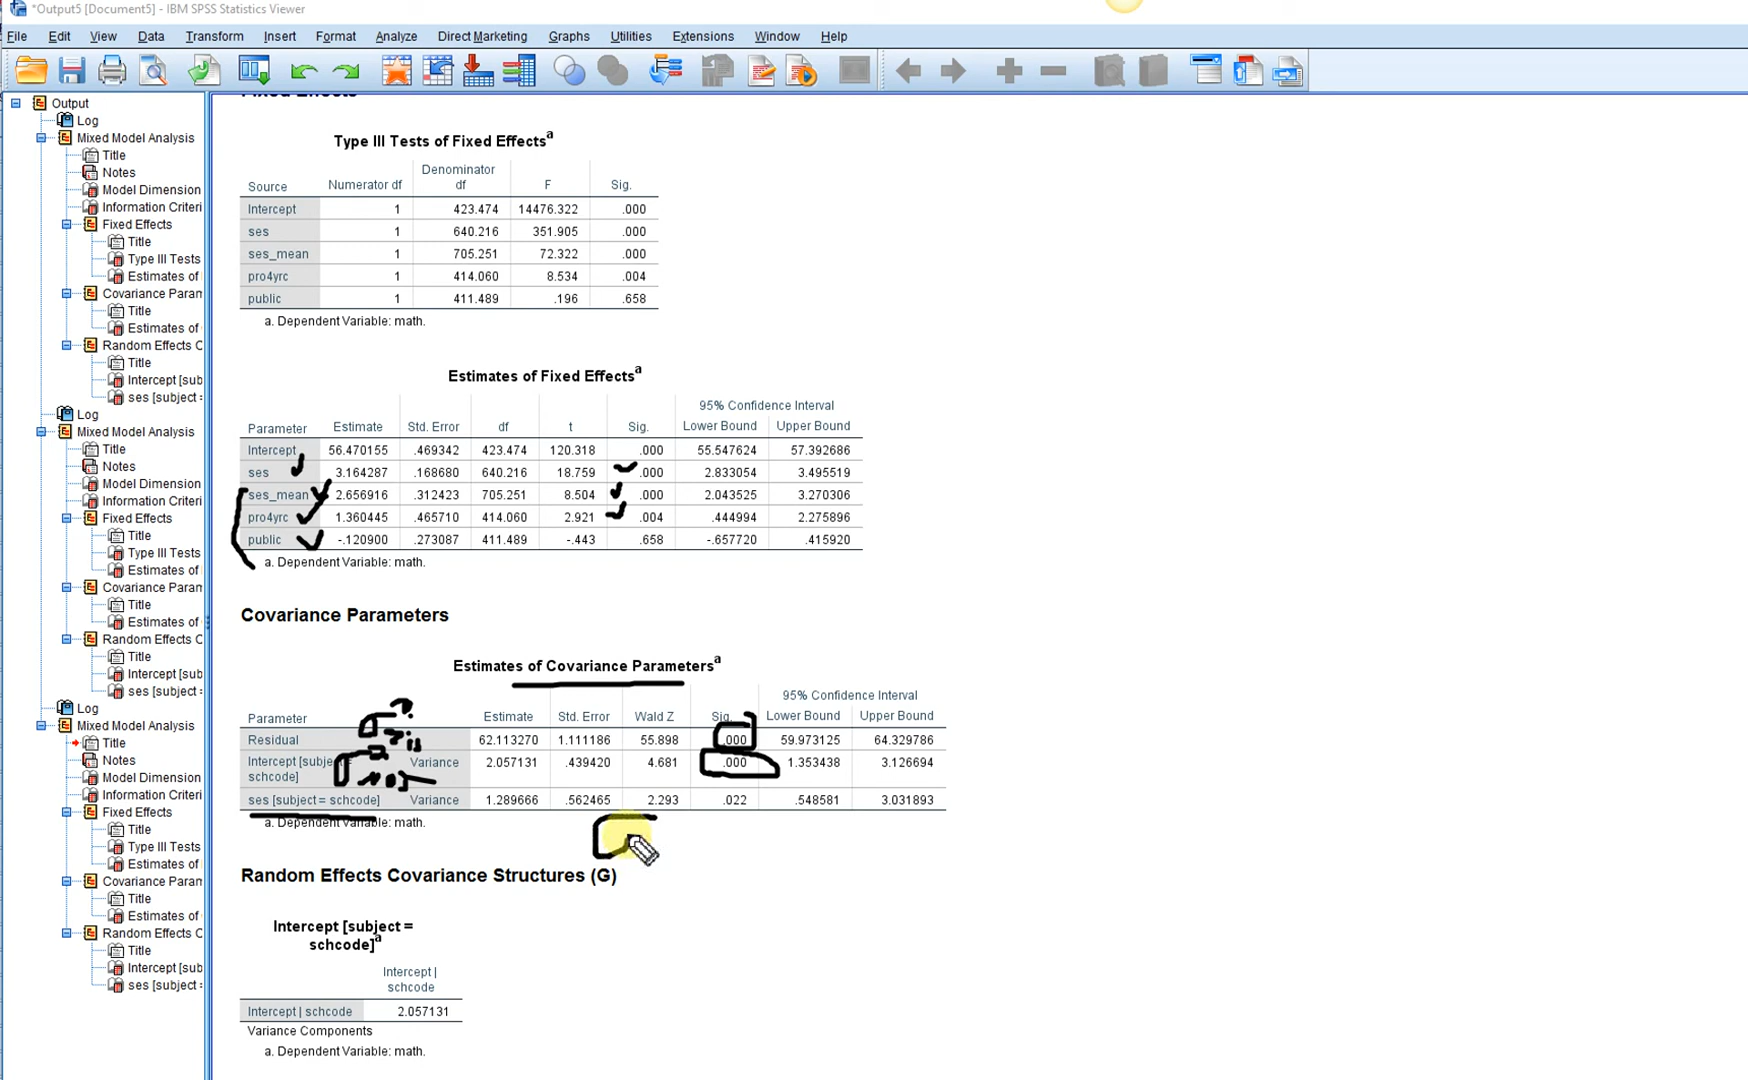 *Output5 [Document5] - IBM SPSS Statistics Viewer
File Edit View Data Transform Insert Format Analyze Direct Marketing Graphs Utilities Extensions Window Help
Output
Log
Mixed Model Analysis
Title
Notes
Model Dimension
Information Criteri
Fixed Effects
Title
Type III Tests
Estimates of
Covariance Param
Title
Estimates of
Random Effects C
Title
Intercept [sub
ses [subject =
Log
Mixed Model Analysis
Title
Notes
Model Dimension
Information Criteri
Fixed Effects
Title
Type III Tests
Estimates of
Covariance Param
Title
Estimates of
Random Effects C
Title
Intercept [sub
ses [subject =
Log
Mixed Model Analysis
Title
Notes
Model Dimension
Information Criteri
Fixed Effects
Title
Type III Tests
Estimates of
Covariance Param
Title
Estimates of
Random Effects C
Title
Intercept [sub
ses [subject =
Fixed Effects
Type III Tests of Fixed Effects a
Source Numerator df Denominator df F Sig.
Intercept 1 423.474 14476.322 .000
ses 1 640.216 351.905 .000
ses_mean 1 705.251 72.322 .000
pro4yrc 1 414.060 8.534 .004
public 1 411.489 .196 .658
a. Dependent Variable: math.
Estimates of Fixed Effects a
95% Confidence Interval
Parameter Estimate Std. Error df t Sig. Lower Bound Upper Bound
Intercept 56.470155 .469342 423.474 120.318 .000 55.547624 57.392686
ses 3.164287 .168680 640.216 18.759 .000 2.833054 3.495519
ses_mean 2.656916 .312423 705.251 8.504 .000 2.043525 3.270306
pro4yrc 1.360445 .465710 414.060 2.921 .004 .444994 2.275896
public -.120900 .273087 411.489 -.443 .658 -.657720 .415920
a. Dependent Variable: math.
Covariance Parameters
Estimates of Covariance Parameters a
95% Confidence Interval
Parameter Estimate Std. Error Wald Z Sig. Lower Bound Upper Bound
Residual 62.113270 1.111186 55.898 .000 59.973125 64.329786
Intercept [subject = schcode] Variance 2.057131 .439420 4.681 .000 1.353438 3.126694
ses [subject = schcode] Variance 1.289666 .562465 2.293 .022 .548581 3.031893
a. Dependent Variable: math.
Random Effects Covariance Structures (G)
Intercept [subject =
schcode] a
Intercept |
schcode
Intercept | schcode 2.057131
Variance Components
a. Dependent Variable: math.